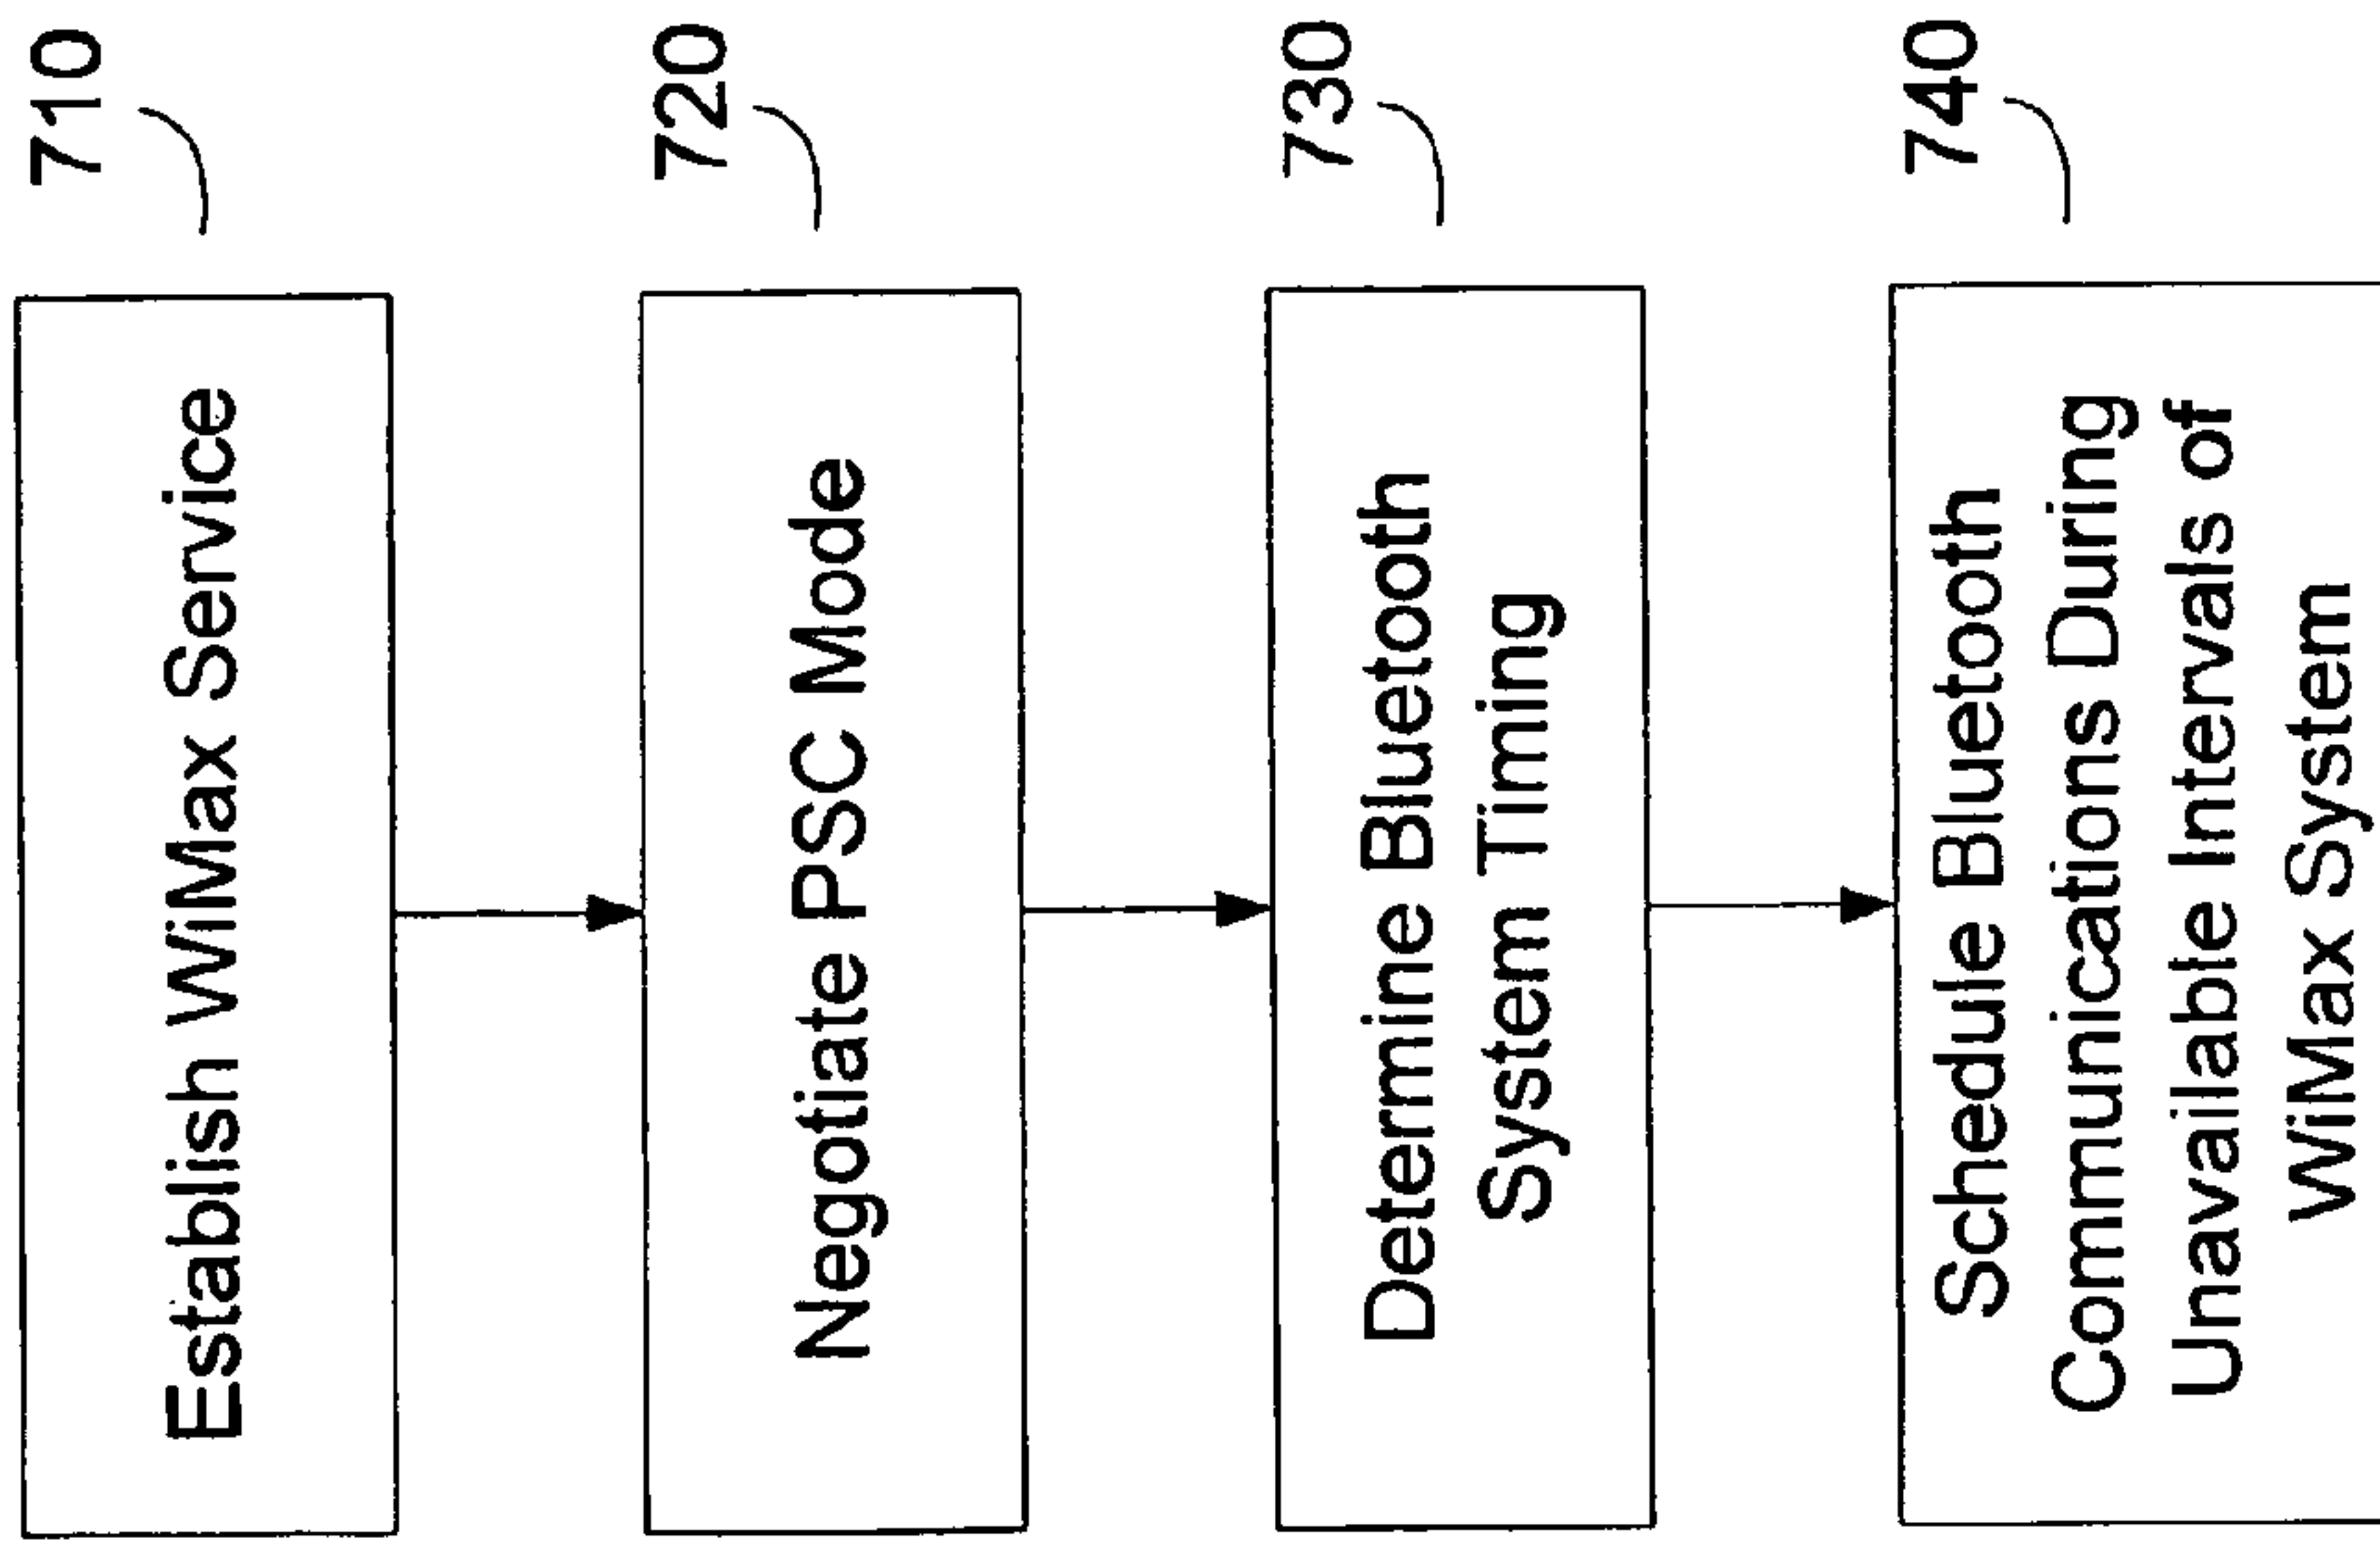 710
Establish WiMax Service
720
Negotiate PSC Mode
730
Determine Bluetooth
System Timing
740
Schedule Bluetooth
Communications During
Unavailable Intervals of
WiMax System